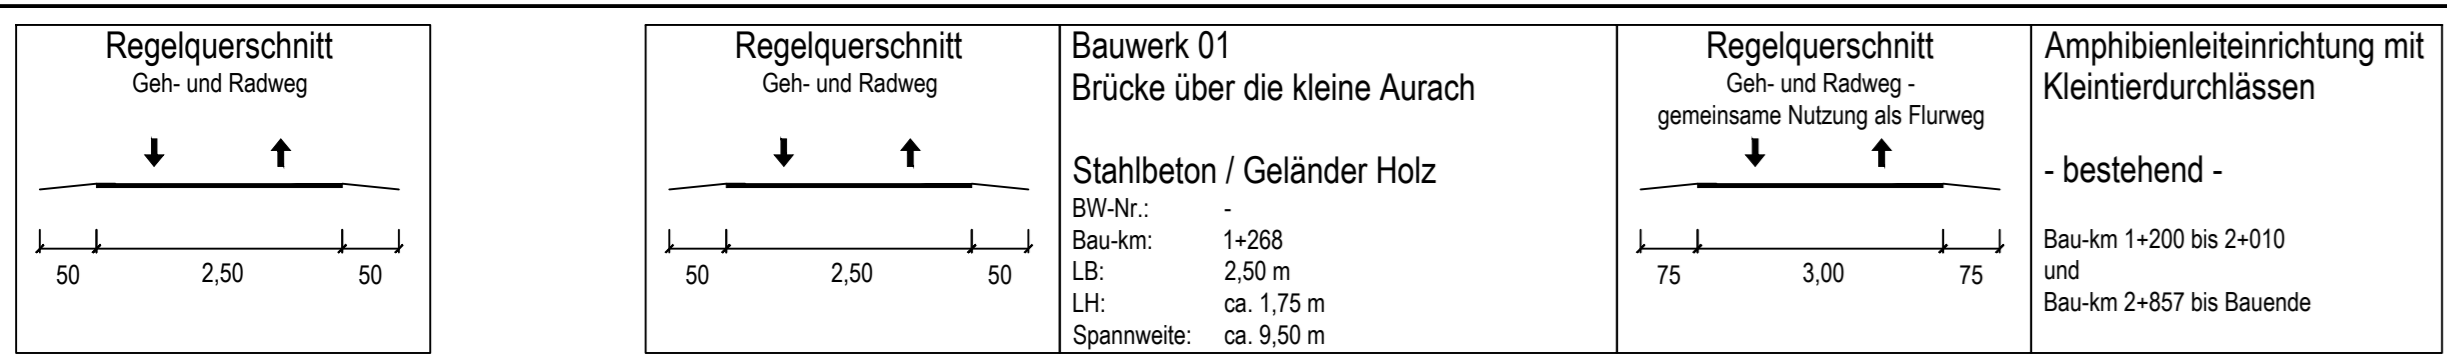 Regelquerschnitt
Geh- und Radweg
50 2,50 50
Regelquerschnitt
Geh- und Radweg
50 2,50 50
Bauwerk 01
Brücke über die kleine Aurach
Stahlbeton / Geländer Holz
BW-Nr.: -
Bau-km: 1+268
LB: 2,50 m
LH: ca. 1,75 m
Spannweite: ca. 9,50 m
Regelquerschnitt
Geh- und Radweg -
gemeinsame Nutzung als Flurweg
75 3,00 75
Amphibienleiteinrichtung mit
Kleintierdurchlässen
- bestehend -
Bau-km 1+200 bis 2+010
und
Bau-km 2+857 bis Bauende